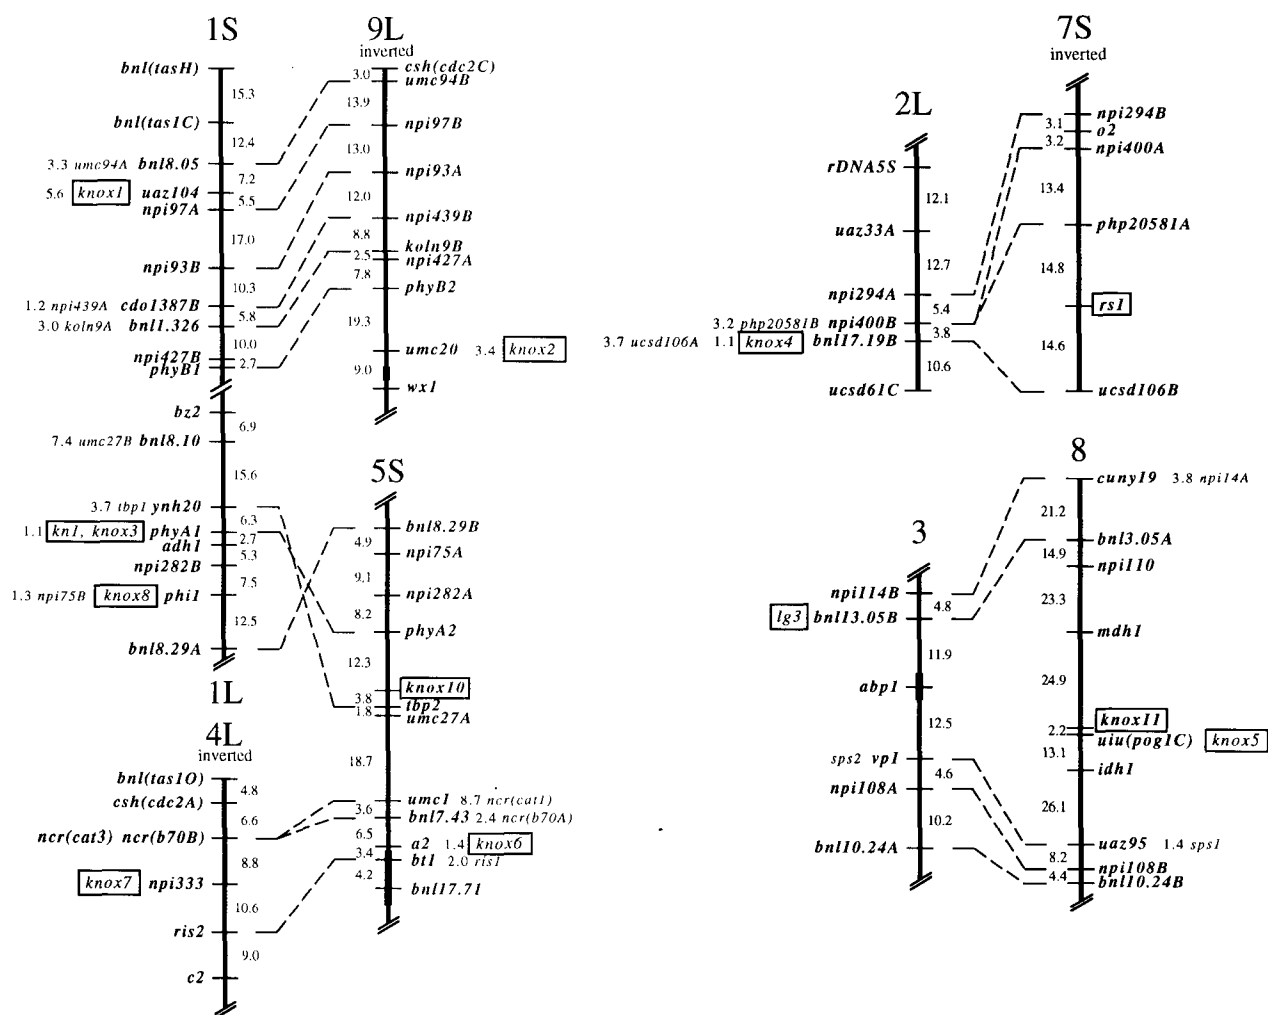 1S
bnl(tasH)
15.3
bnl(tas1C)
12.4
3.3 umc94A bnl8.05
7.2
5.6 knox1 uaz104
5.5
npi97A
17.0
npi93B
10.3
1.2 npi439A cdo1387B
5.8
3.0 koln9A bnl1.326
10.0
npi427B
2.7
phyB1
bz2
6.9
7.4 umc27B bnl8.10
15.6
3.7 tbp1 ynh20
6.3
1.1 kn1, knox3 phyA1
2.7
adh1
5.3
npi282B
7.5
1.3 npi75B knox8 phi1
12.5
bnl8.29A
1L
9L
inverted
csh(cdc2C)
3.0
umc94B
13.9
npi97B
13.0
npi93A
12.0
npi439B
8.8
koln9B
2.5
npi427A
7.8
phyB2
19.3
umc20 3.4 knox2
9.0
wx1
5S
bnl8.29B
4.9
npi75A
9.1
npi282A
8.2
phyA2
12.3
knox10
3.8
tbp2
1.8
umc27A
18.7
umc1 8.7 ncr(cat1)
3.6
bnl7.43 2.4 ncr(b70A)
6.5
a2 1.4 knox6
3.4
bt1 2.0 ris1
4.2
bnl17.71
4L
inverted
bnl(tas1O)
4.8
csh(cdc2A)
6.6
ncr(cat3) ncr(b70B)
8.8
knox7 npi333
10.6
ris2
9.0
c2
2L
rDNA5S
12.1
uaz33A
12.7
npi294A
5.4
3.2 php20581B npi400B
3.8
3.7 ucsd106A 1.1 knox4 bnl17.19B
10.6
ucsd61C
7S
inverted
npi294B
3.1
o2
3.2
npi400A
13.4
php20581A
14.8
rs1
14.6
ucsd106B
3
npi114B
4.8
lg3 bnl13.05B
11.9
abp1
12.5
sps2 vp1
4.6
npi108A
10.2
bnl10.24A
8
cuny19 3.8 npi14A
21.2
bnl3.05A
14.9
npi110
23.3
mdh1
24.9
knox11
2.2
uiu(pog1C) knox5
13.1
idh1
26.1
uaz95 1.4 sps1
8.2
npi108B
4.4
bnl10.24B